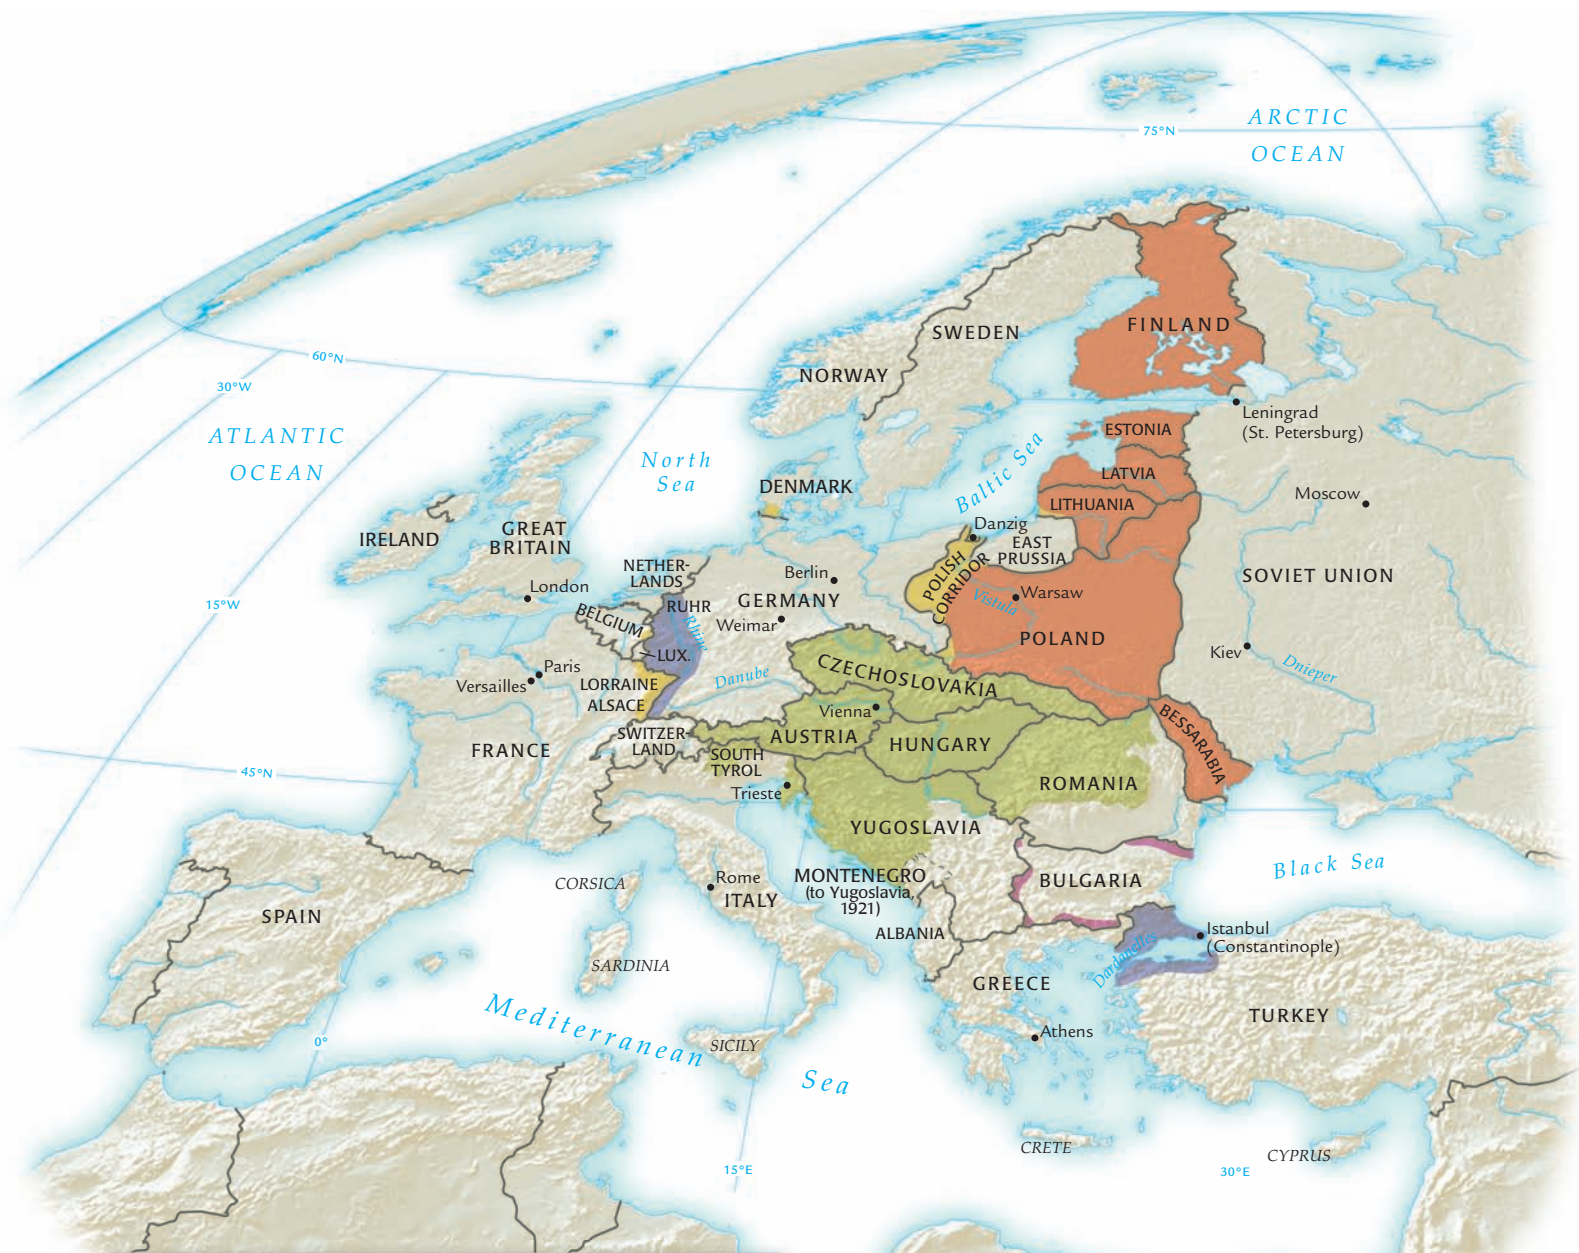 ARCTIC
OCEAN
75°N
60°N
30°W
ATLANTIC
OCEAN
15°W
45°N
0°
15°E
30°E
North
Sea
Baltic Sea
SWEDEN
NORWAY
FINLAND
Leningrad
(St. Petersburg)
ESTONIA
LATVIA
LITHUANIA
Moscow
DENMARK
Danzig
EAST
PRUSSIA
POLISH
CORRIDOR
Vistula
Warsaw
POLAND
SOVIET UNION
Kiev
Dnieper
IRELAND
GREAT
BRITAIN
London
NETHER-
LANDS
BELGIUM
RUHR
Rhine
LUX.
Berlin
GERMANY
Weimar
Paris
Versailles
LORRAINE
ALSACE
Danube
CZECHOSLOVAKIA
Vienna
AUSTRIA
HUNGARY
BESSARABIA
FRANCE
SWITZER-
LAND
SOUTH
TYROL
Trieste
ROMANIA
YUGOSLAVIA
MONTENEGRO
(to Yugoslavia,
1921)
BULGARIA
Black Sea
CORSICA
Rome
ITALY
ALBANIA
SPAIN
SARDINIA
Istanbul
(Constantinople)
Dardanelles
GREECE
TURKEY
Athens
Mediterranean
Sea
SICILY
CRETE
CYPRUS